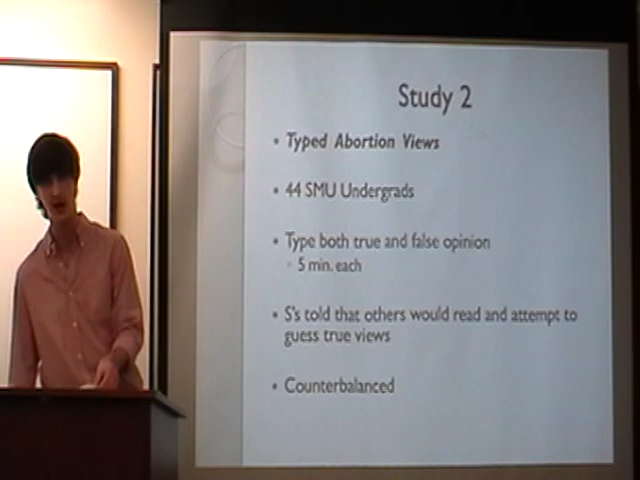 Study 2
• Typed Abortion Views
• 44 SMU Undergrads
• Type both true and false opinion
◦ 5 min. each
• S's told that others would read and attempt to
guess true views
• Counterbalanced